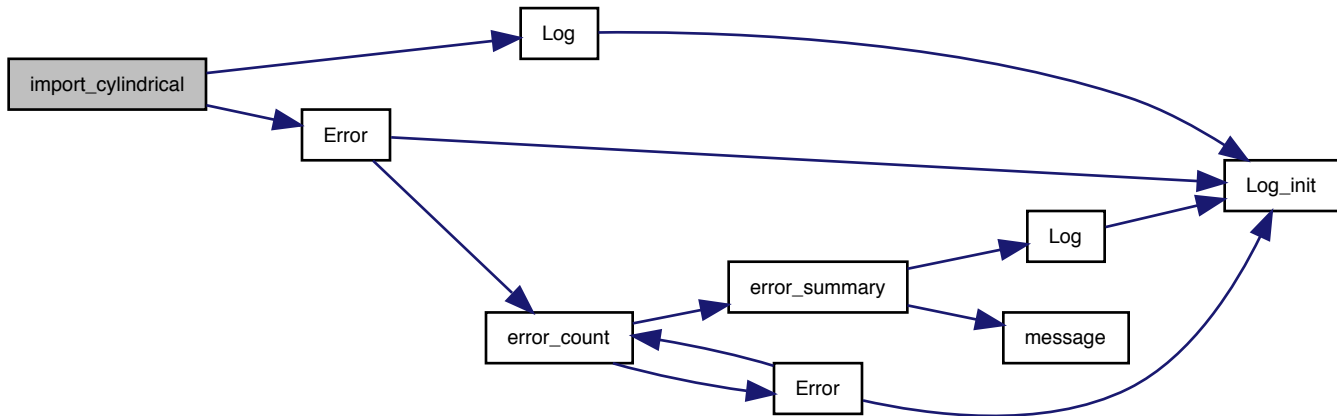 Log
import_cylindrical
Error
Log_init
Log
error_summary
error_count
message
Error